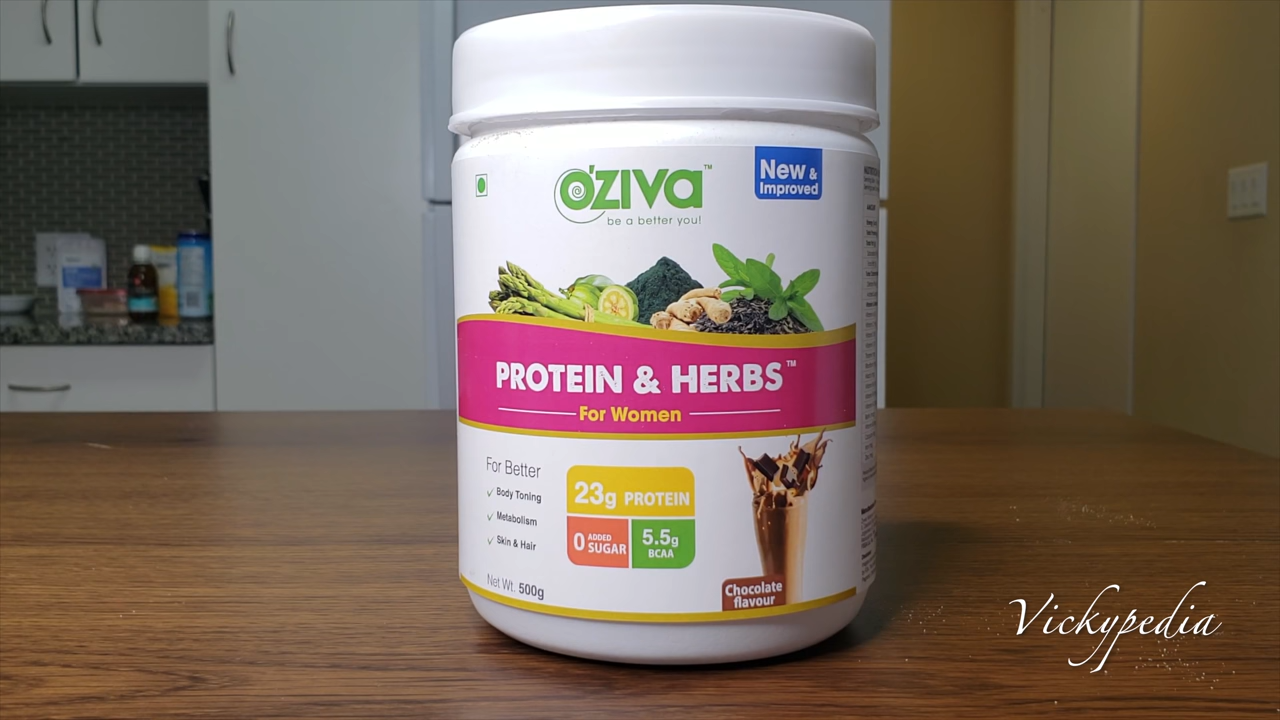 O'ZIVA™
be a better you!
New &
Improved
PROTEIN & HERBS™
For Women
For Better
✓ Body Toning
✓ Metabolism
✓ Skin & Hair
23g PROTEIN
0 ADDED SUGAR
5.5g
BCAA
Net Wt. 500g
Chocolate
flavour
Vickypedia